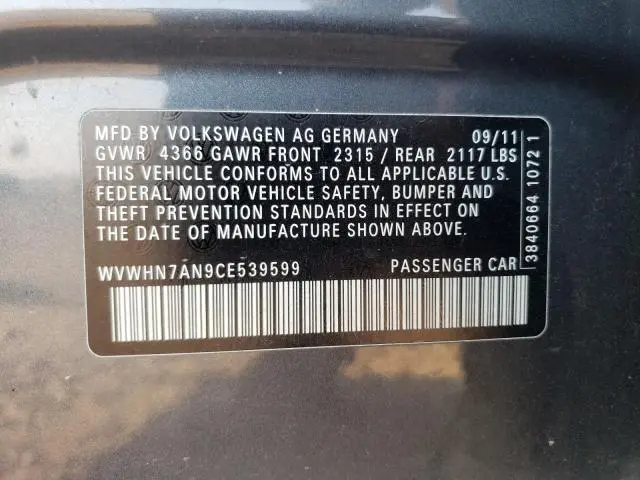 MFD BY VOLKSWAGEN AG GERMANY 09/11
GVWR 4366 GAWR FRONT 2315 / REAR 2117 LBS
THIS VEHICLE CONFORMS TO ALL APPLICABLE U.S.
FEDERAL MOTOR VEHICLE SAFETY, BUMPER AND
THEFT PREVENTION STANDARDS IN EFFECT ON
THE DATE OF MANUFACTURE SHOWN ABOVE.
WVWHN7AN9CE539599 PASSENGER CAR
3840664 1072 1